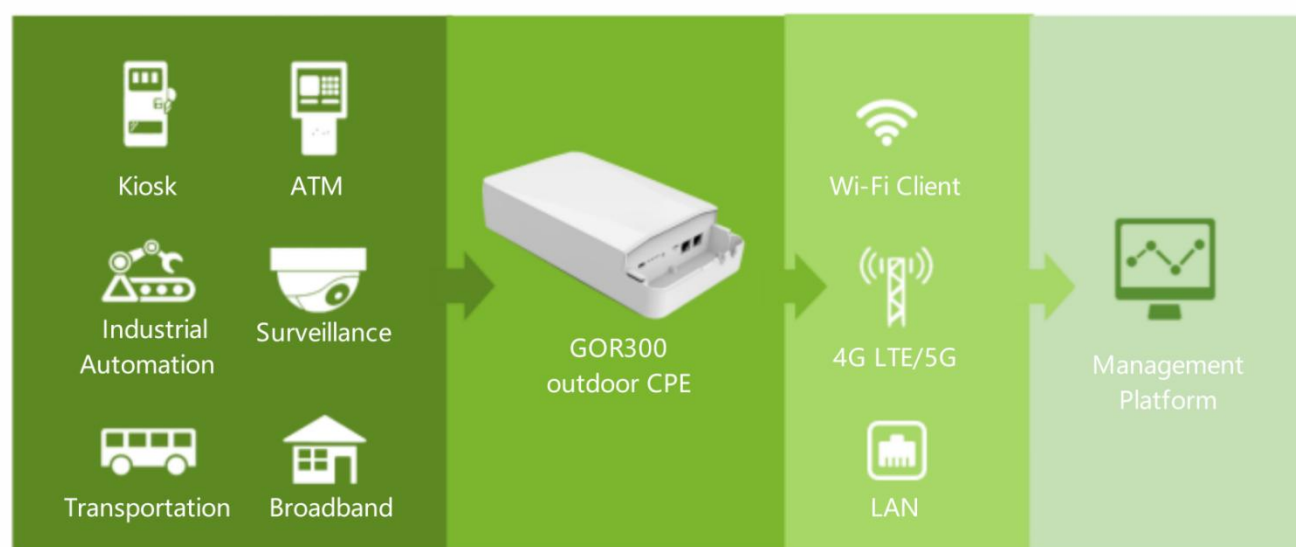 Kiosk
ATM
Industrial
Automation
Surveillance
Transportation
Broadband
GOR300
outdoor CPE
Wi-Fi Client
4G LTE/5G
LAN
Management
Platform